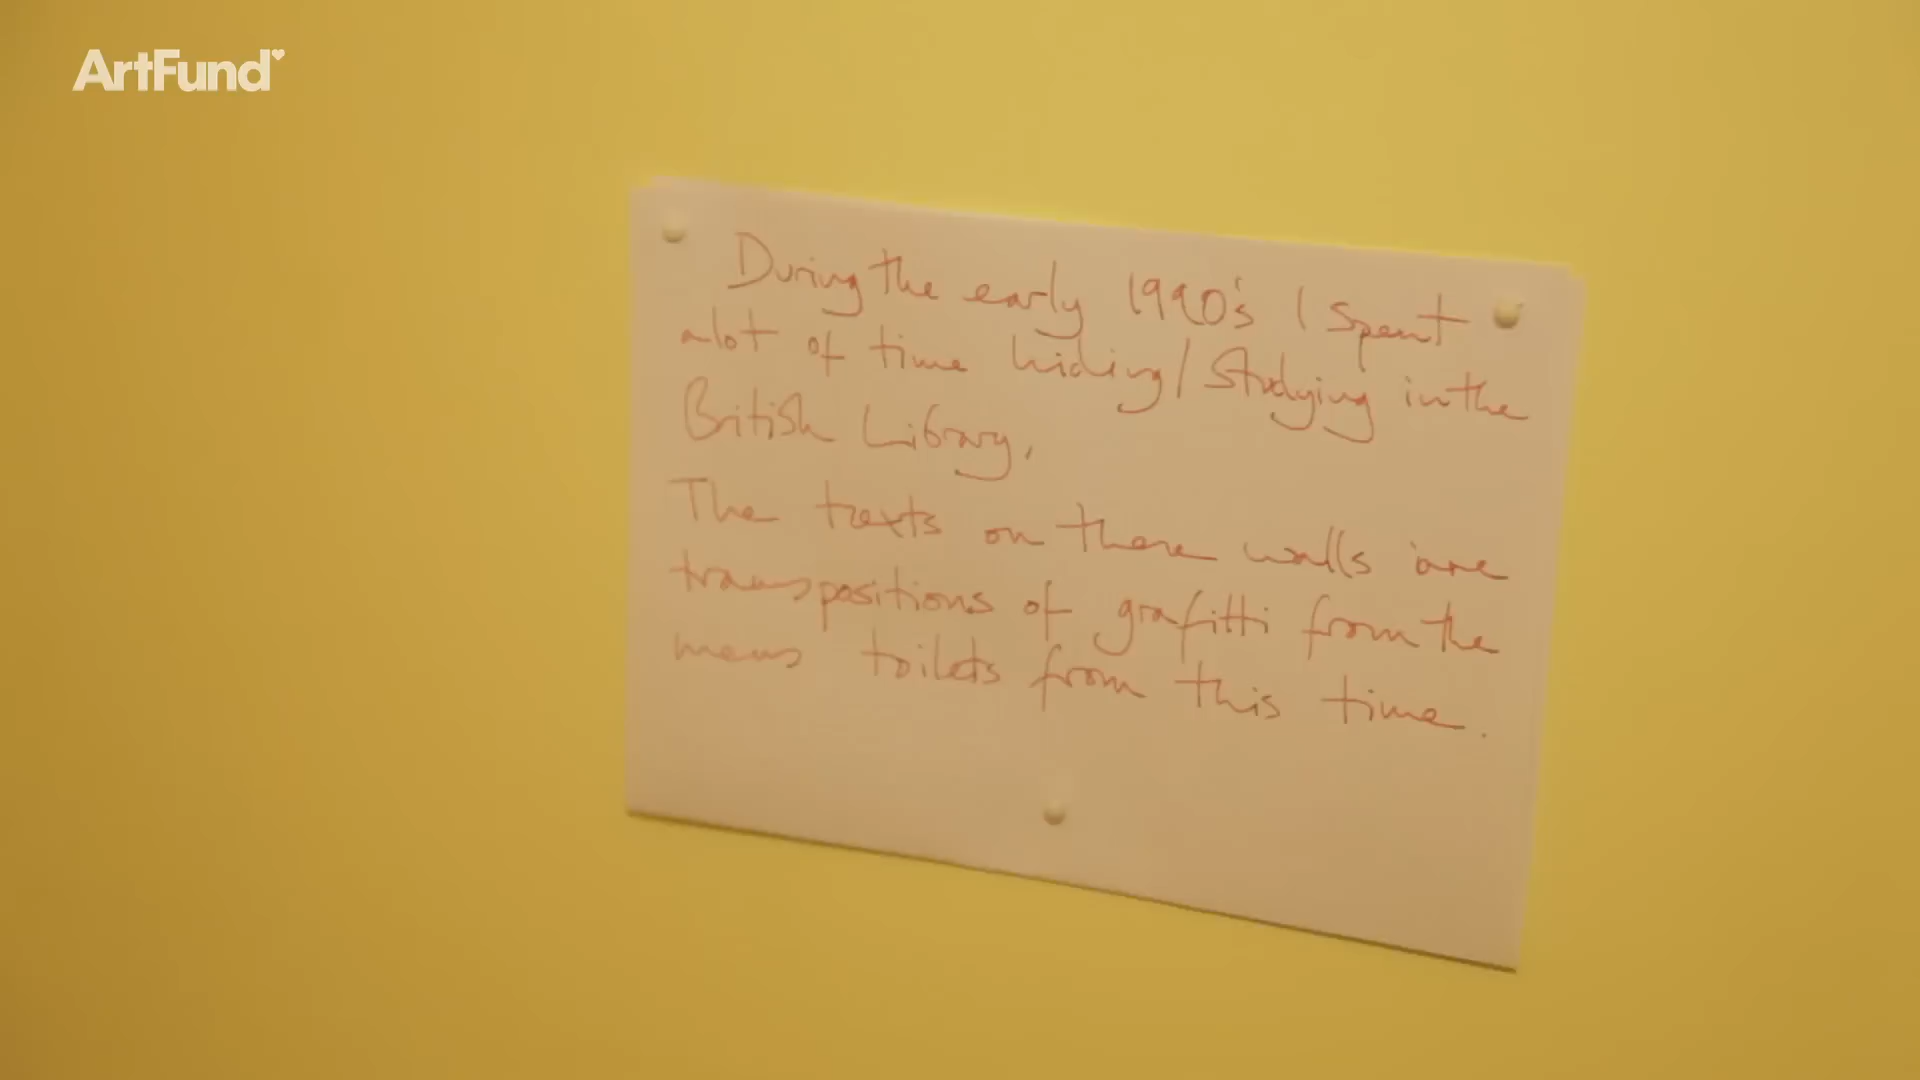 ArtFund
During the early 1990's I spent
alot of time hiding/Studying in the
British Library.
The texts on these walls are
transpositions of grafitti from the
mens toilets from this time.